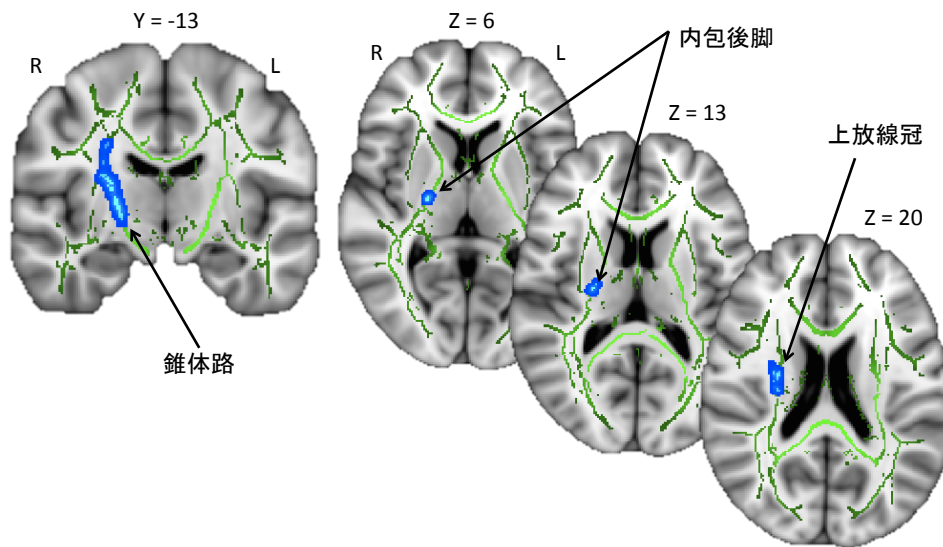 Y = -13
R
L
錐体路
Z = 6
R
L
内包後脚
Z = 13
上放線冠
Z = 20